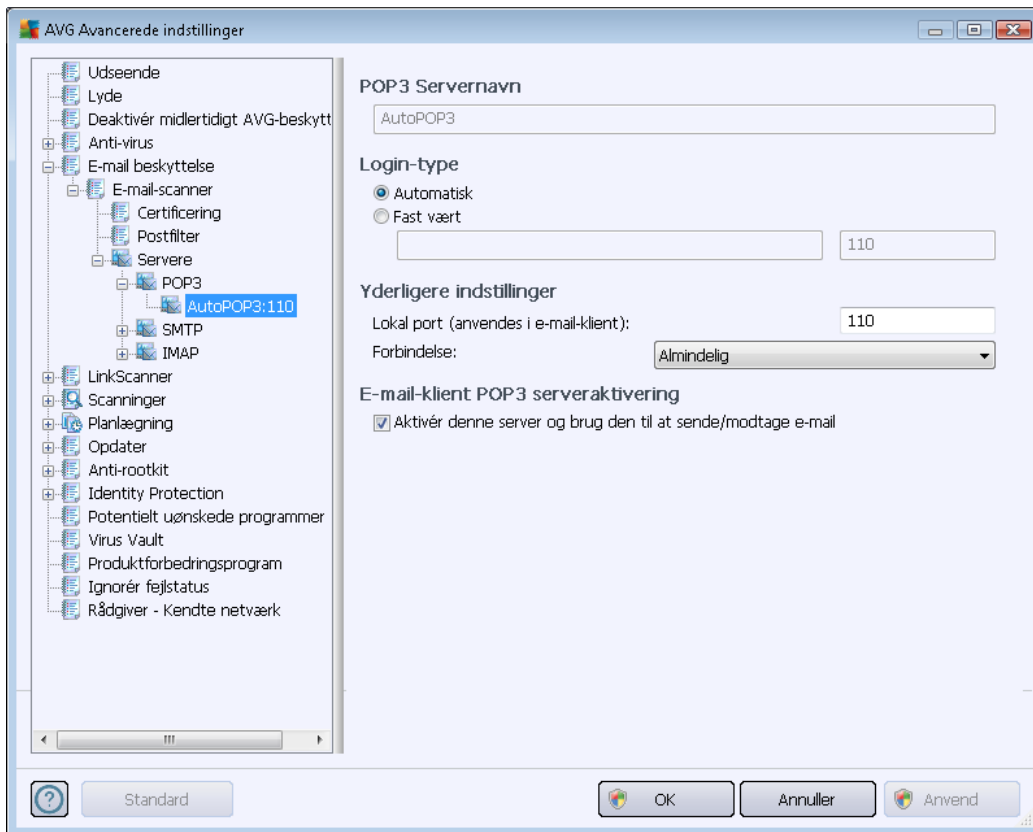 AVG Avancerede indstillinger
Udseende
Lyde
Deaktivér midlertidigt AVG-beskytt
Anti-virus
E-mail beskyttelse
E-mail-scanner
Certificering
Postfilter
Servere
POP3
AutoPOP3:110
SMTP
IMAP
LinkScanner
Scanninger
Planlægning
Opdater
Anti-rootkit
Identity Protection
Potentielt uønskede programmer
Virus Vault
Produktforbedringsprogram
Ignorér fejlstatus
Rådgiver - Kendte netværk
POP3 Servernavn
AutoPOP3
Login-type
Automatisk
Fast vært
110
Yderligere indstillinger
Lokal port (anvendes i e-mail-klient): 110
Forbindelse: Almindelig
E-mail-klient POP3 serveraktivering
Aktivér denne server og brug den til at sende/modtage e-mail
? Standard OK Annuller Anvend